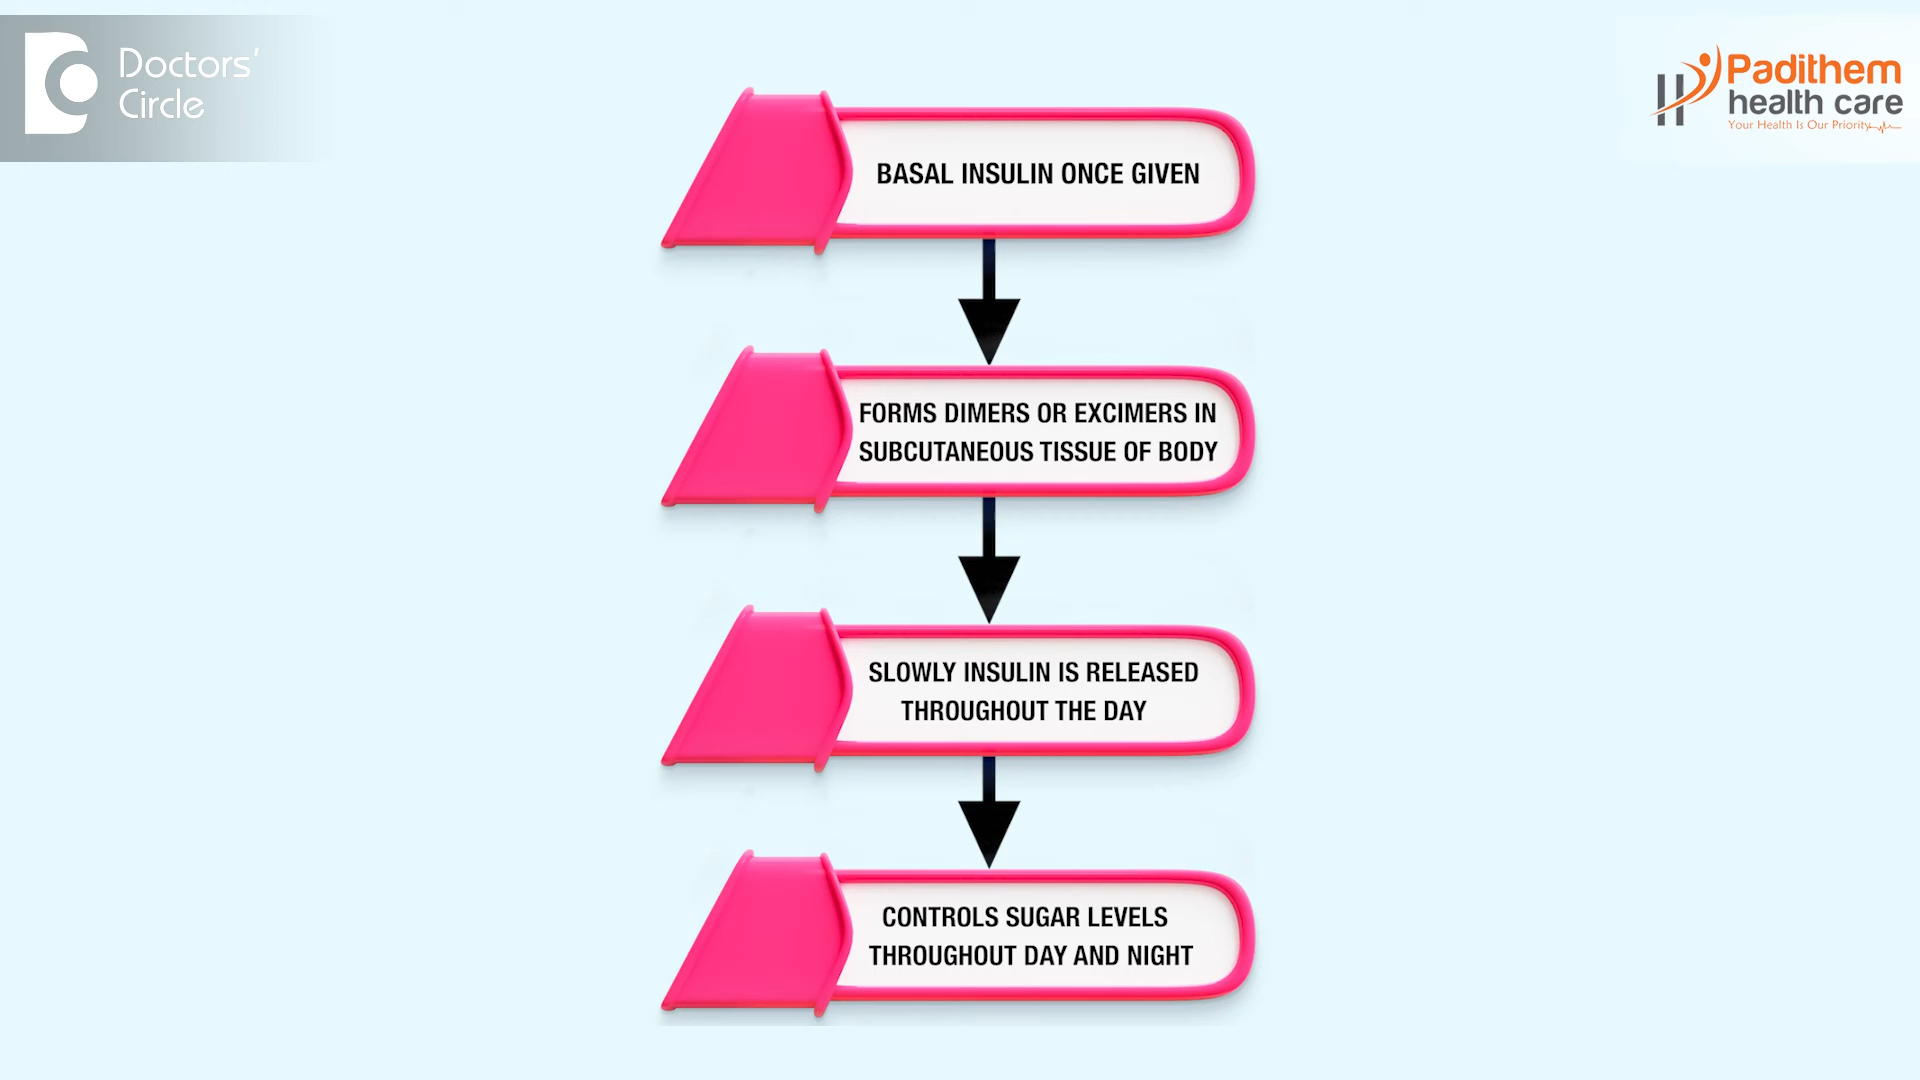 Doctors'
Circle
Padithem
health care
Your Health Is Our Priority
BASAL INSULIN ONCE GIVEN
FORMS DIMERS OR EXCIMERS IN
SUBCUTANEOUS TISSUE OF BODY
SLOWLY INSULIN IS RELEASED
THROUGHOUT THE DAY
CONTROLS SUGAR LEVELS
THROUGHOUT DAY AND NIGHT